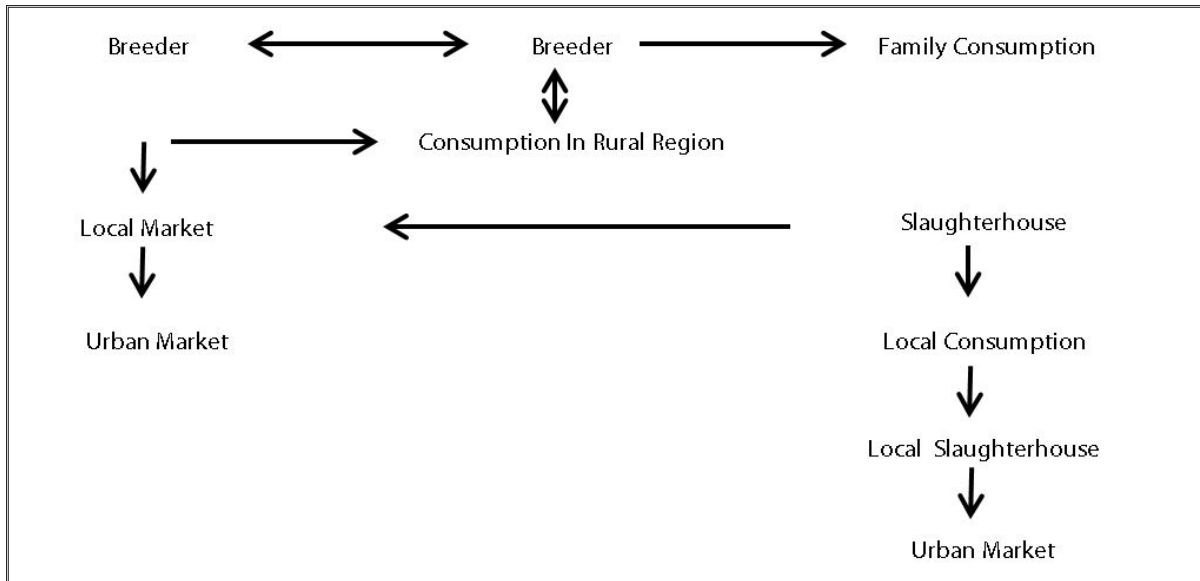 Breeder
Breeder
Family Consumption
Consumption In Rural Region
Local Market
Slaughterhouse
Urban Market
Local Consumption
Local Slaughterhouse
Urban Market